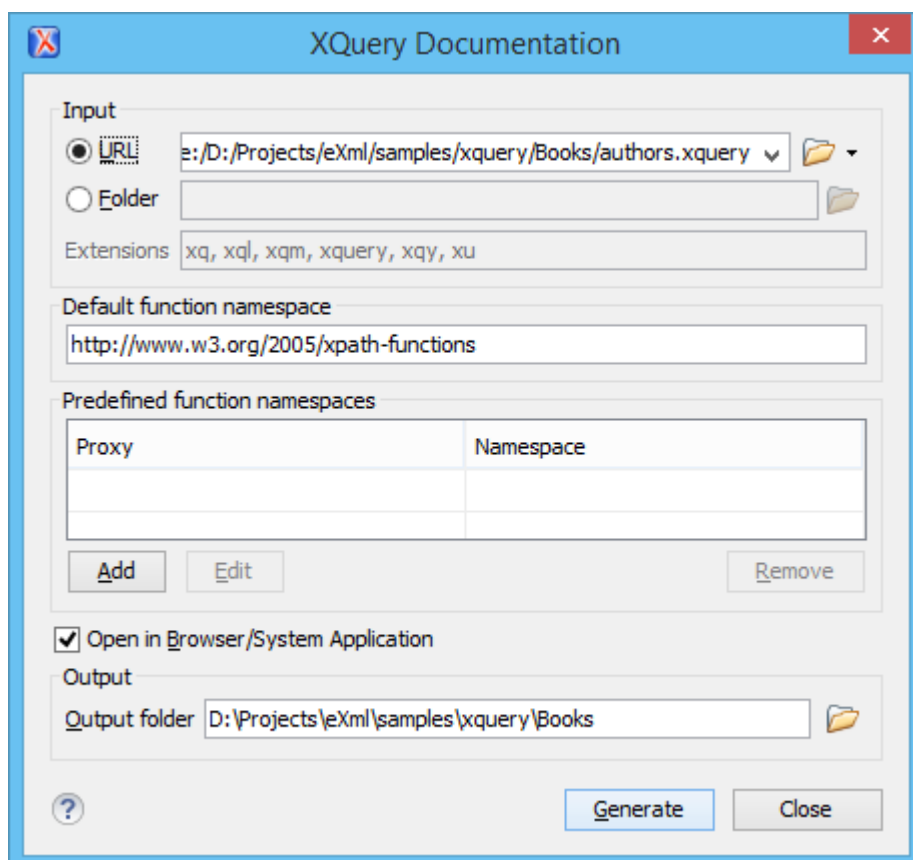 XQuery Documentation
Input
URL e:/D:/Projects/eXml/samples/xquery/Books/authors.xquery
Folder
Extensions xq, xql, xqm, xquery, xqy, xu
Default function namespace
http://www.w3.org/2005/xpath-functions
Predefined function namespaces
Proxy Namespace
Add Edit Remove
Open in Browser/System Application
Output
Output folder D:\Projects\eXml\samples\xquery\Books
? Generate Close